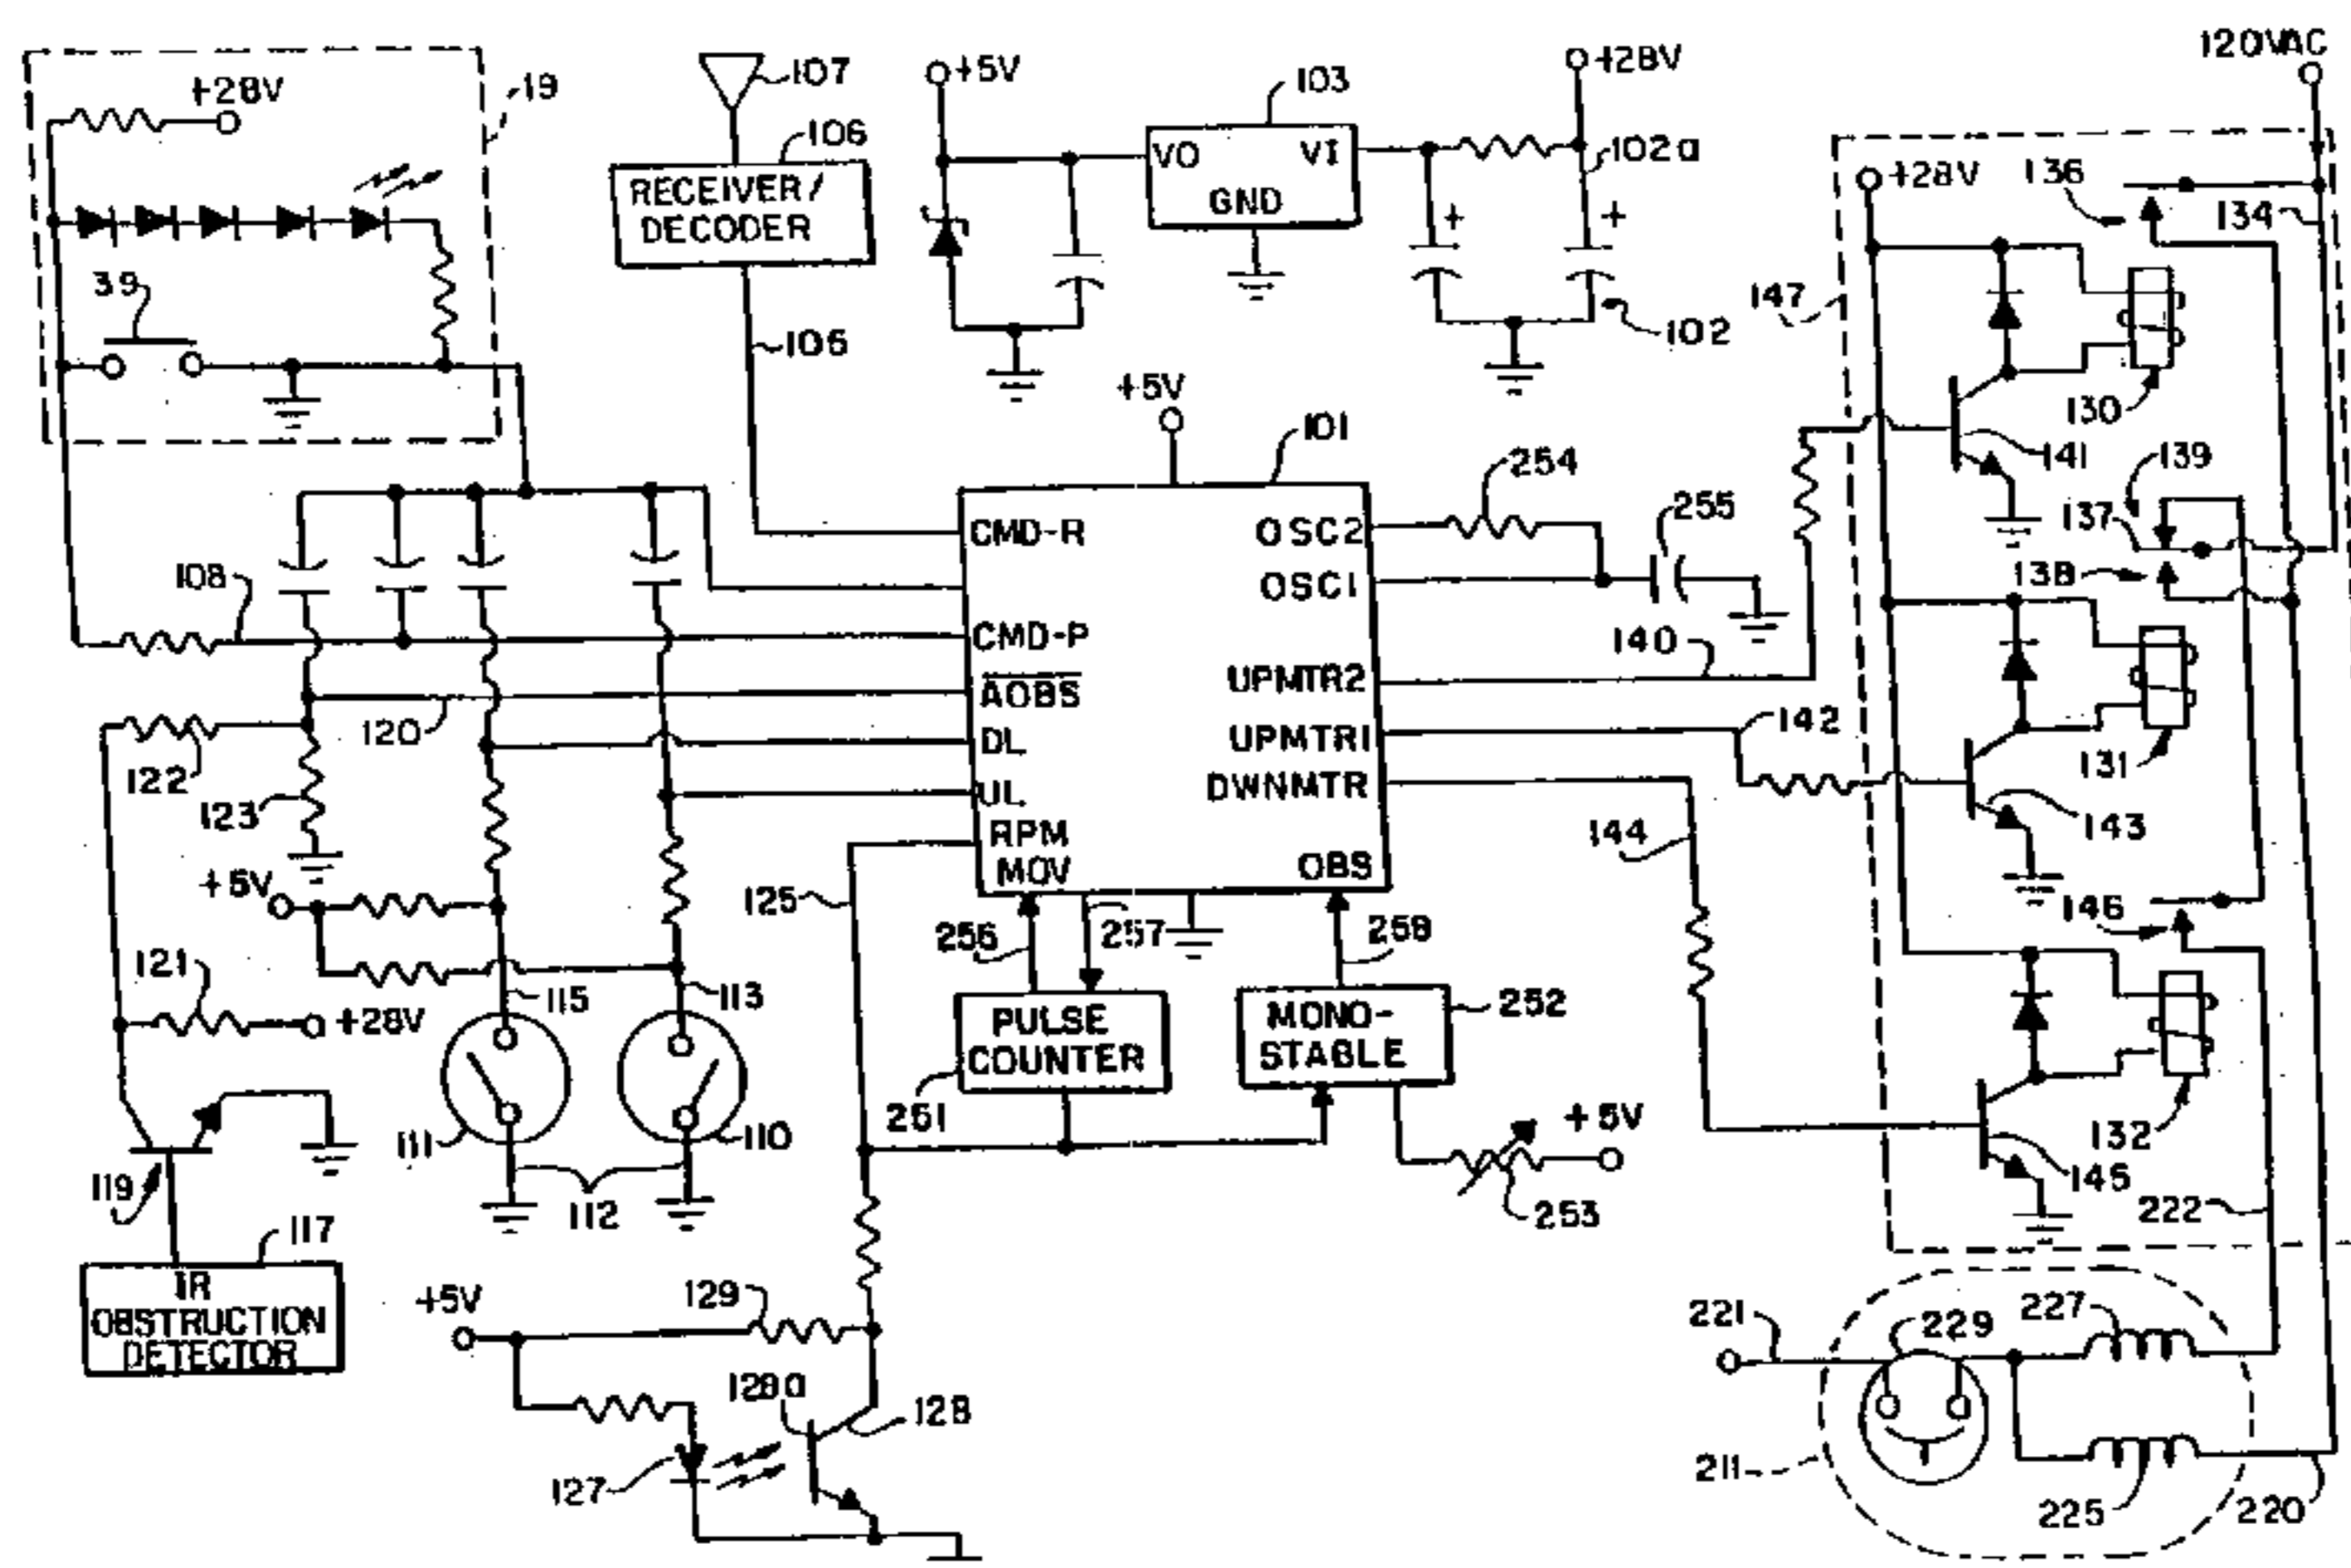 120VAC
+28V
19
107
+5V
103
+28V
106
VO
VI
GND
102a
RECEIVER/
DECODER
+28V
136
134
39
147
102
106
+5V
130
101
141
139
254
255
137
138
CMD-R
OSC2
OSC1
108
CMD-P
140
AOBS
UPMTR2
120
DL
UPMTR1
142
122
131
123
UL
DWNMTR
RPM
144
143
MOV
OBS
+5V
125
256
257
258
146
121
115
113
+28V
PULSE
COUNTER
MONO-
STABLE
252
251
111
110
+5V
132
119
112
253
145
222
117
IR
OBSTRUCTION
DETECTOR
+5V
129
221
229
227
128a
128
127
211
225
220